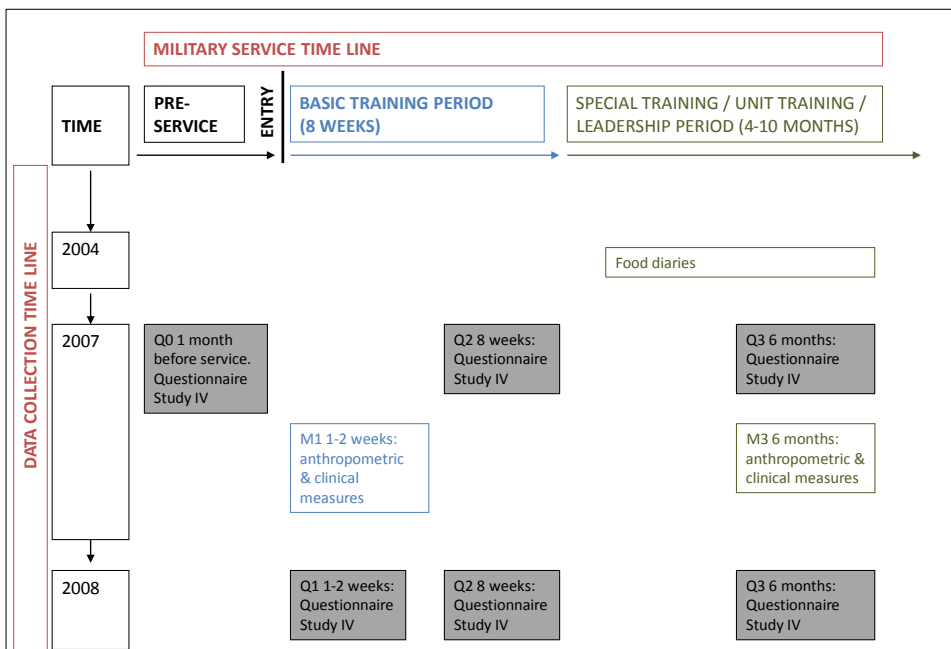 MILITARY SERVICE TIME LINE
TIME
PRE-
SERVICE
ENTRY
BASIC TRAINING PERIOD
(8 WEEKS)
SPECIAL TRAINING / UNIT TRAINING /
LEADERSHIP PERIOD (4-10 MONTHS)
DATA COLLECTION TIME LINE
2004
Food diaries
2007
Q0 1 month
before service.
Questionnaire
Study IV
Q2 8 weeks:
Questionnaire
Study IV
Q3 6 months:
Questionnaire
Study IV
M1 1-2 weeks:
anthropometric
& clinical
measures
M3 6 months:
anthropometric &
clinical measures
2008
Q1 1-2 weeks:
Questionnaire
Study IV
Q2 8 weeks:
Questionnaire
Study IV
Q3 6 months:
Questionnaire
Study IV